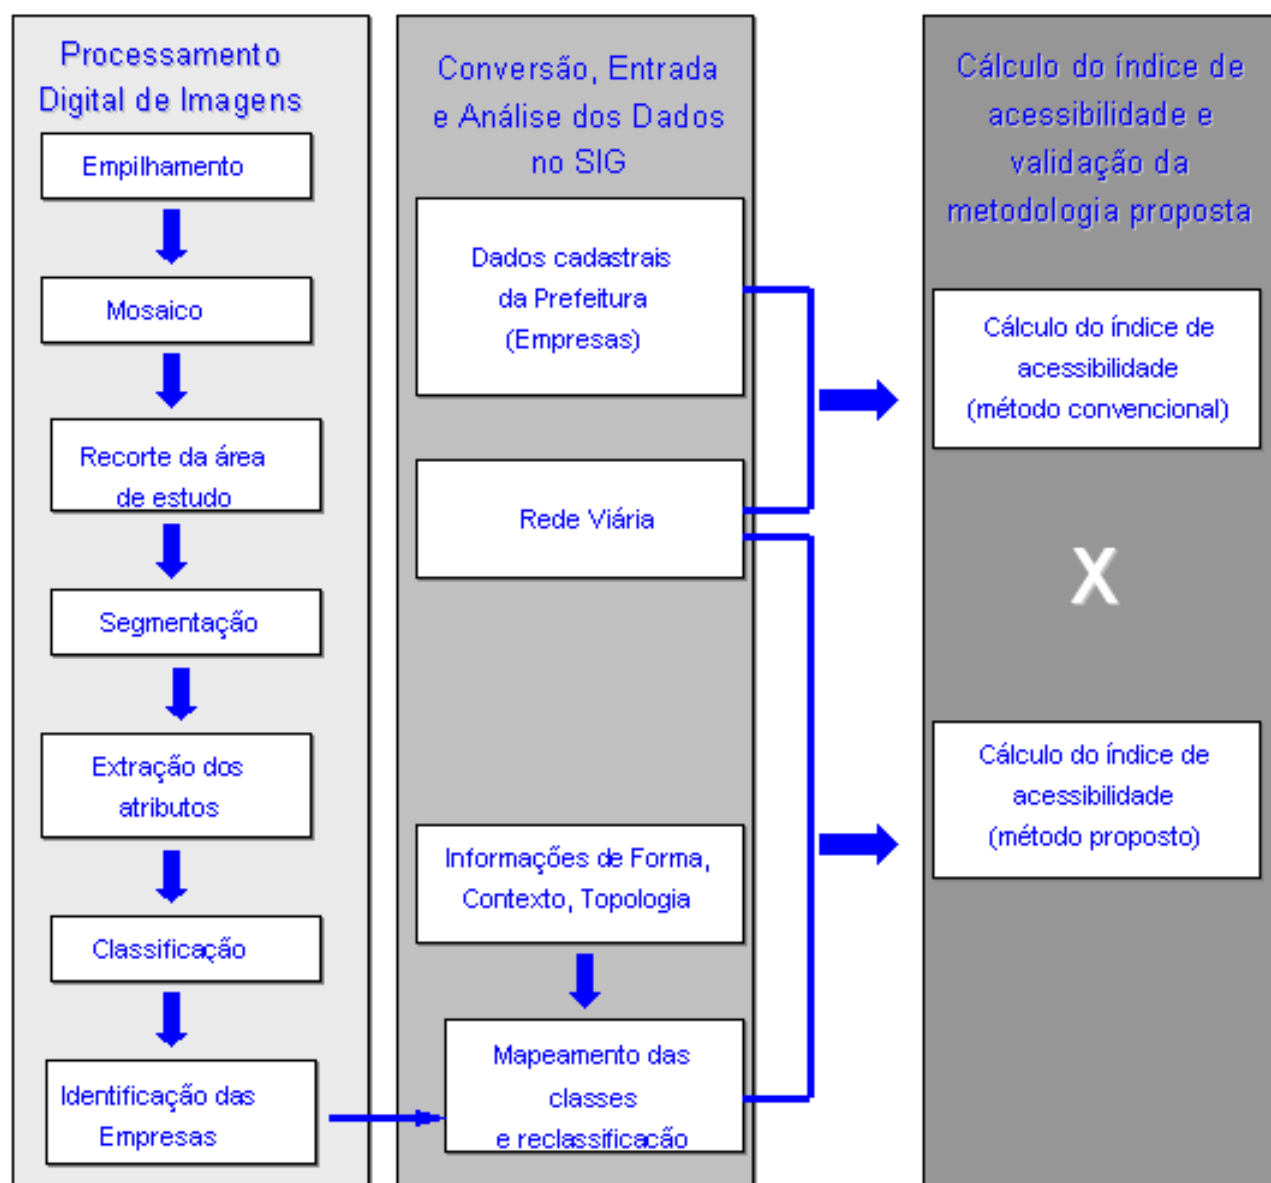 Processamento
Digital de Imagens
Empilhamento
Mosaico
Recorte da área
de estudo
Segmentação
Extração dos
atributos
Classificação
Identificação das
Empresas
Conversão, Entrada
e Análise dos Dados
no SIG
Dados cadastrais
da Prefeitura
(Empresas)
Rede Viária
Informações de Forma,
Contexto, Topologia
Mapeamento das
classes
e reclassificação
Cálculo do índice de
acessibilidade e
validação da
metodologia proposta
Cálculo do índice de
acessibilidade
(método convencional)
X
Cálculo do índice de
acessibilidade
(método proposto)